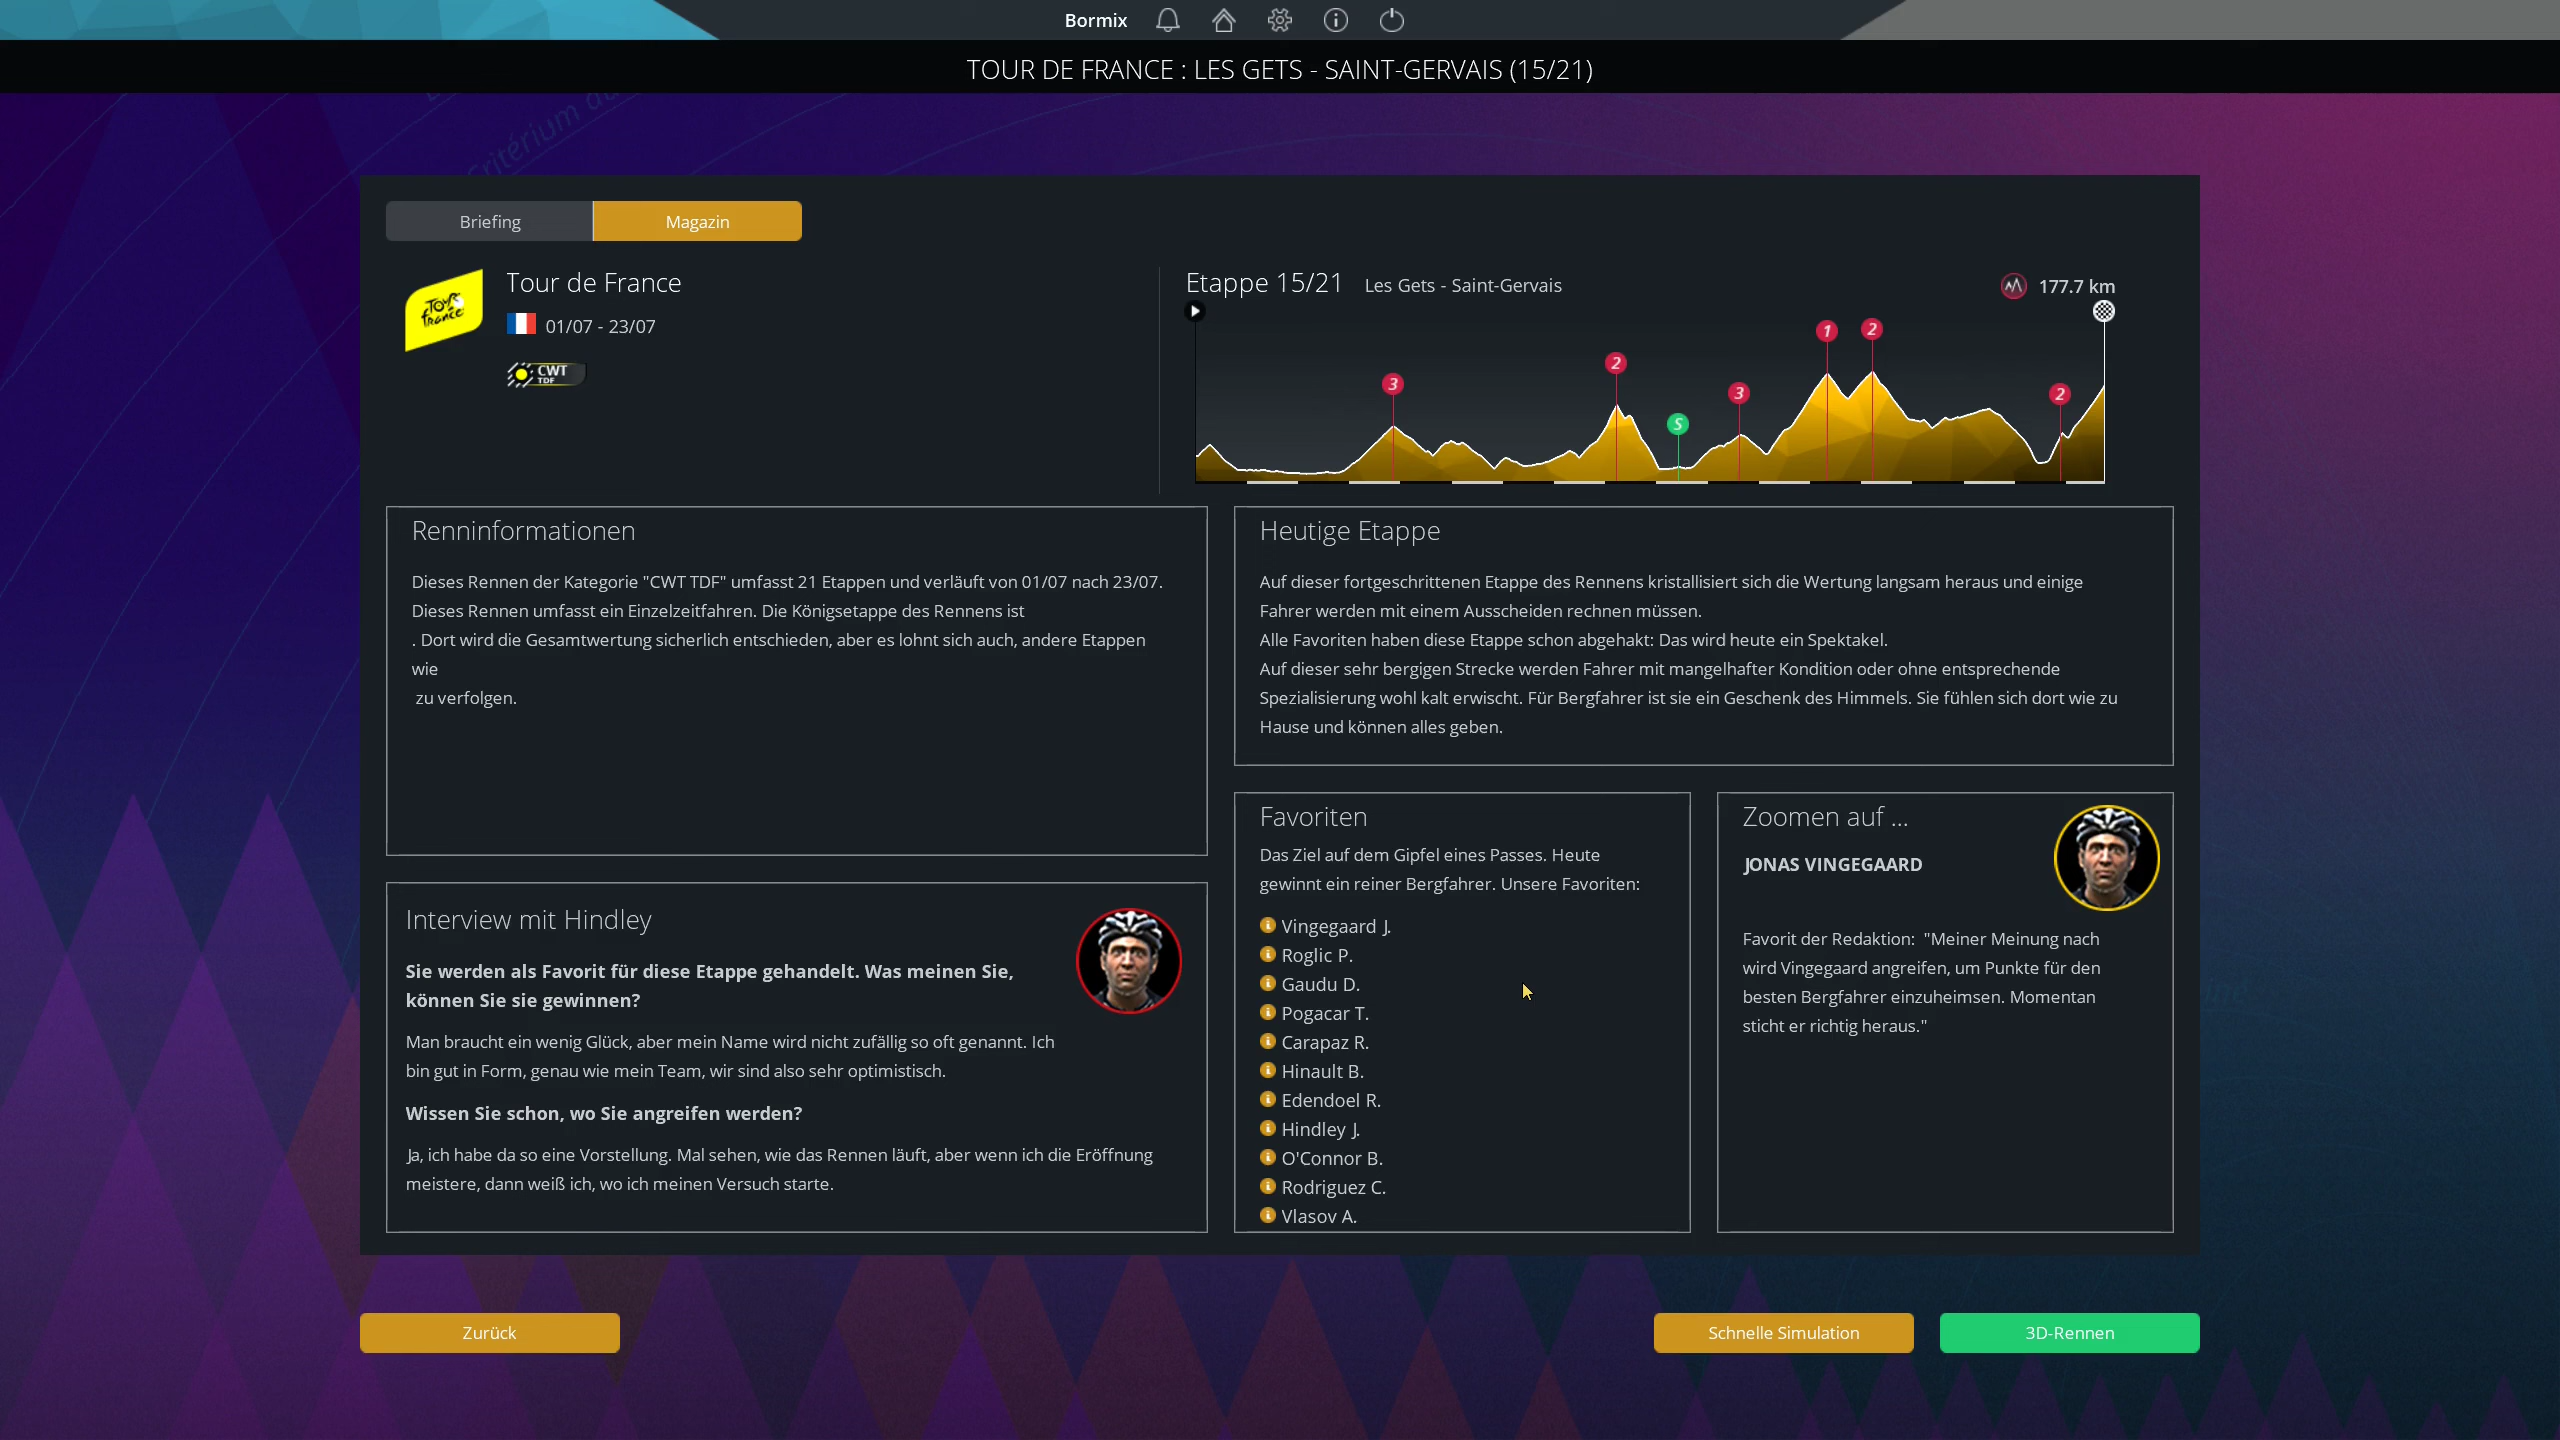 Bormix
TOUR DE FRANCE : LES GETS - SAINT-GERVAIS (15/21)
Critérium du
Briefing
Magazin
TOUR
france
Tour de France
01/07 - 23/07
CWT
TDF
Etappe 15/21
Les Gets - Saint-Gervais
177.7 km
3
2
S
3
1
2
2
Renninformationen
Dieses Rennen der Kategorie "CWT TDF" umfasst 21 Etappen und verläuft von 01/07 nach 23/07.
Dieses Rennen umfasst ein Einzelzeitfahren. Die Königsetappe des Rennens ist
. Dort wird die Gesamtwertung sicherlich entschieden, aber es lohnt sich auch, andere Etappen
wie
zu verfolgen.
Heutige Etappe
Auf dieser fortgeschrittenen Etappe des Rennens kristallisiert sich die Wertung langsam heraus und einige
Fahrer werden mit einem Ausscheiden rechnen müssen.
Alle Favoriten haben diese Etappe schon abgehakt: Das wird heute ein Spektakel.
Auf dieser sehr bergigen Strecke werden Fahrer mit mangelhafter Kondition oder ohne entsprechende
Spezialisierung wohl kalt erwischt. Für Bergfahrer ist sie ein Geschenk des Himmels. Sie fühlen sich dort wie zu
Hause und können alles geben.
Interview mit Hindley
Sie werden als Favorit für diese Etappe gehandelt. Was meinen Sie,
können Sie sie gewinnen?
Man braucht ein wenig Glück, aber mein Name wird nicht zufällig so oft genannt. Ich
bin gut in Form, genau wie mein Team, wir sind also sehr optimistisch.
Wissen Sie schon, wo Sie angreifen werden?
Ja, ich habe da so eine Vorstellung. Mal sehen, wie das Rennen läuft, aber wenn ich die Eröffnung
meistere, dann weiß ich, wo ich meinen Versuch starte.
Favoriten
Das Ziel auf dem Gipfel eines Passes. Heute
gewinnt ein reiner Bergfahrer. Unsere Favoriten:
Vingegaard J.
Roglic P.
Gaudu D.
Pogacar T.
Carapaz R.
Hinault B.
Edendoel R.
Hindley J.
O'Connor B.
Rodriguez C.
Vlasov A.
Zoomen auf ...
JONAS VINGEGAARD
Favorit der Redaktion: "Meiner Meinung nach
wird Vingegaard angreifen, um Punkte für den
besten Bergfahrer einzuheimsen. Momentan
sticht er richtig heraus."
Zurück
Schnelle Simulation
3D-Rennen